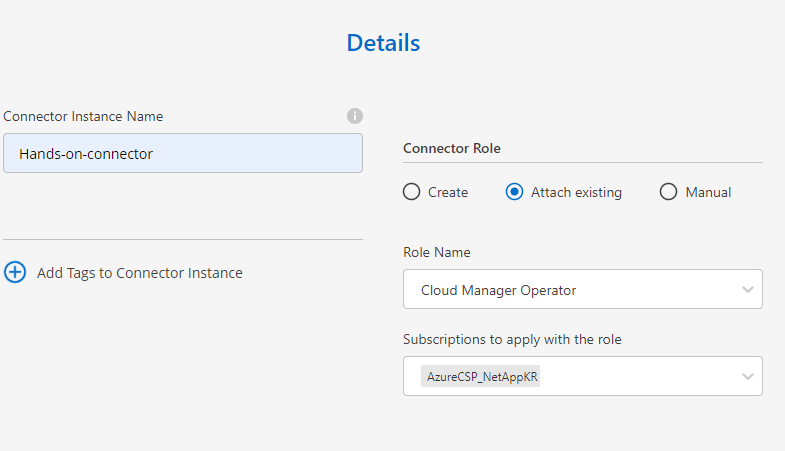 Details
Connector Instance Name
Hands-on-connector
Add Tags to Connector Instance
Connector Role
Create
Attach existing
Manual
Role Name
Cloud Manager Operator
Subscriptions to apply with the role
AzureCSP_NetAppKR